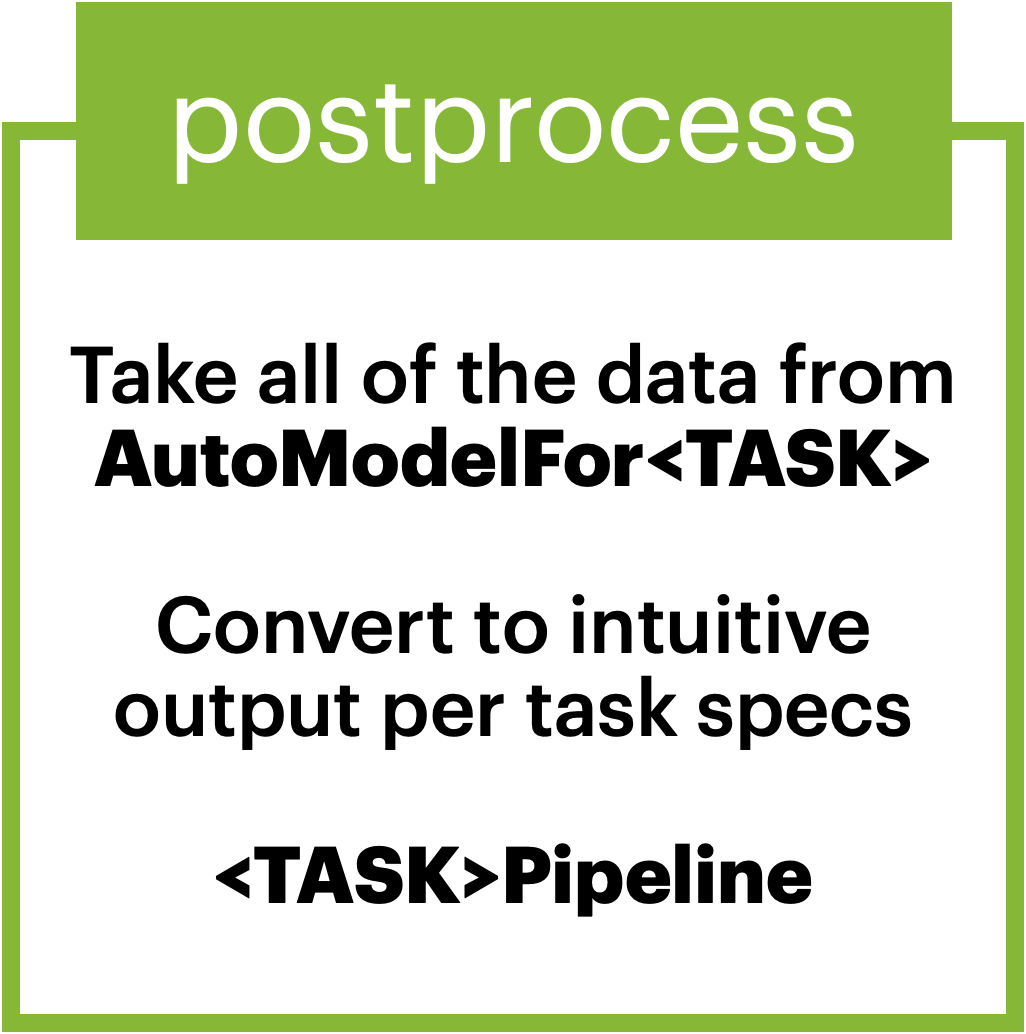 postprocess
Take all of the data from
AutoModelFor<TASK>
Convert to intuitive
output per task specs
<TASK>Pipeline